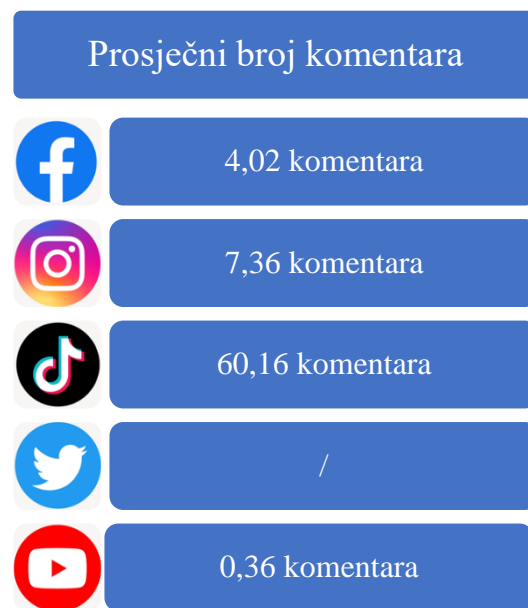 Prosječni broj komentara
4,02 komentara
7,36 komentara
60,16 komentara
/
0,36 komentara